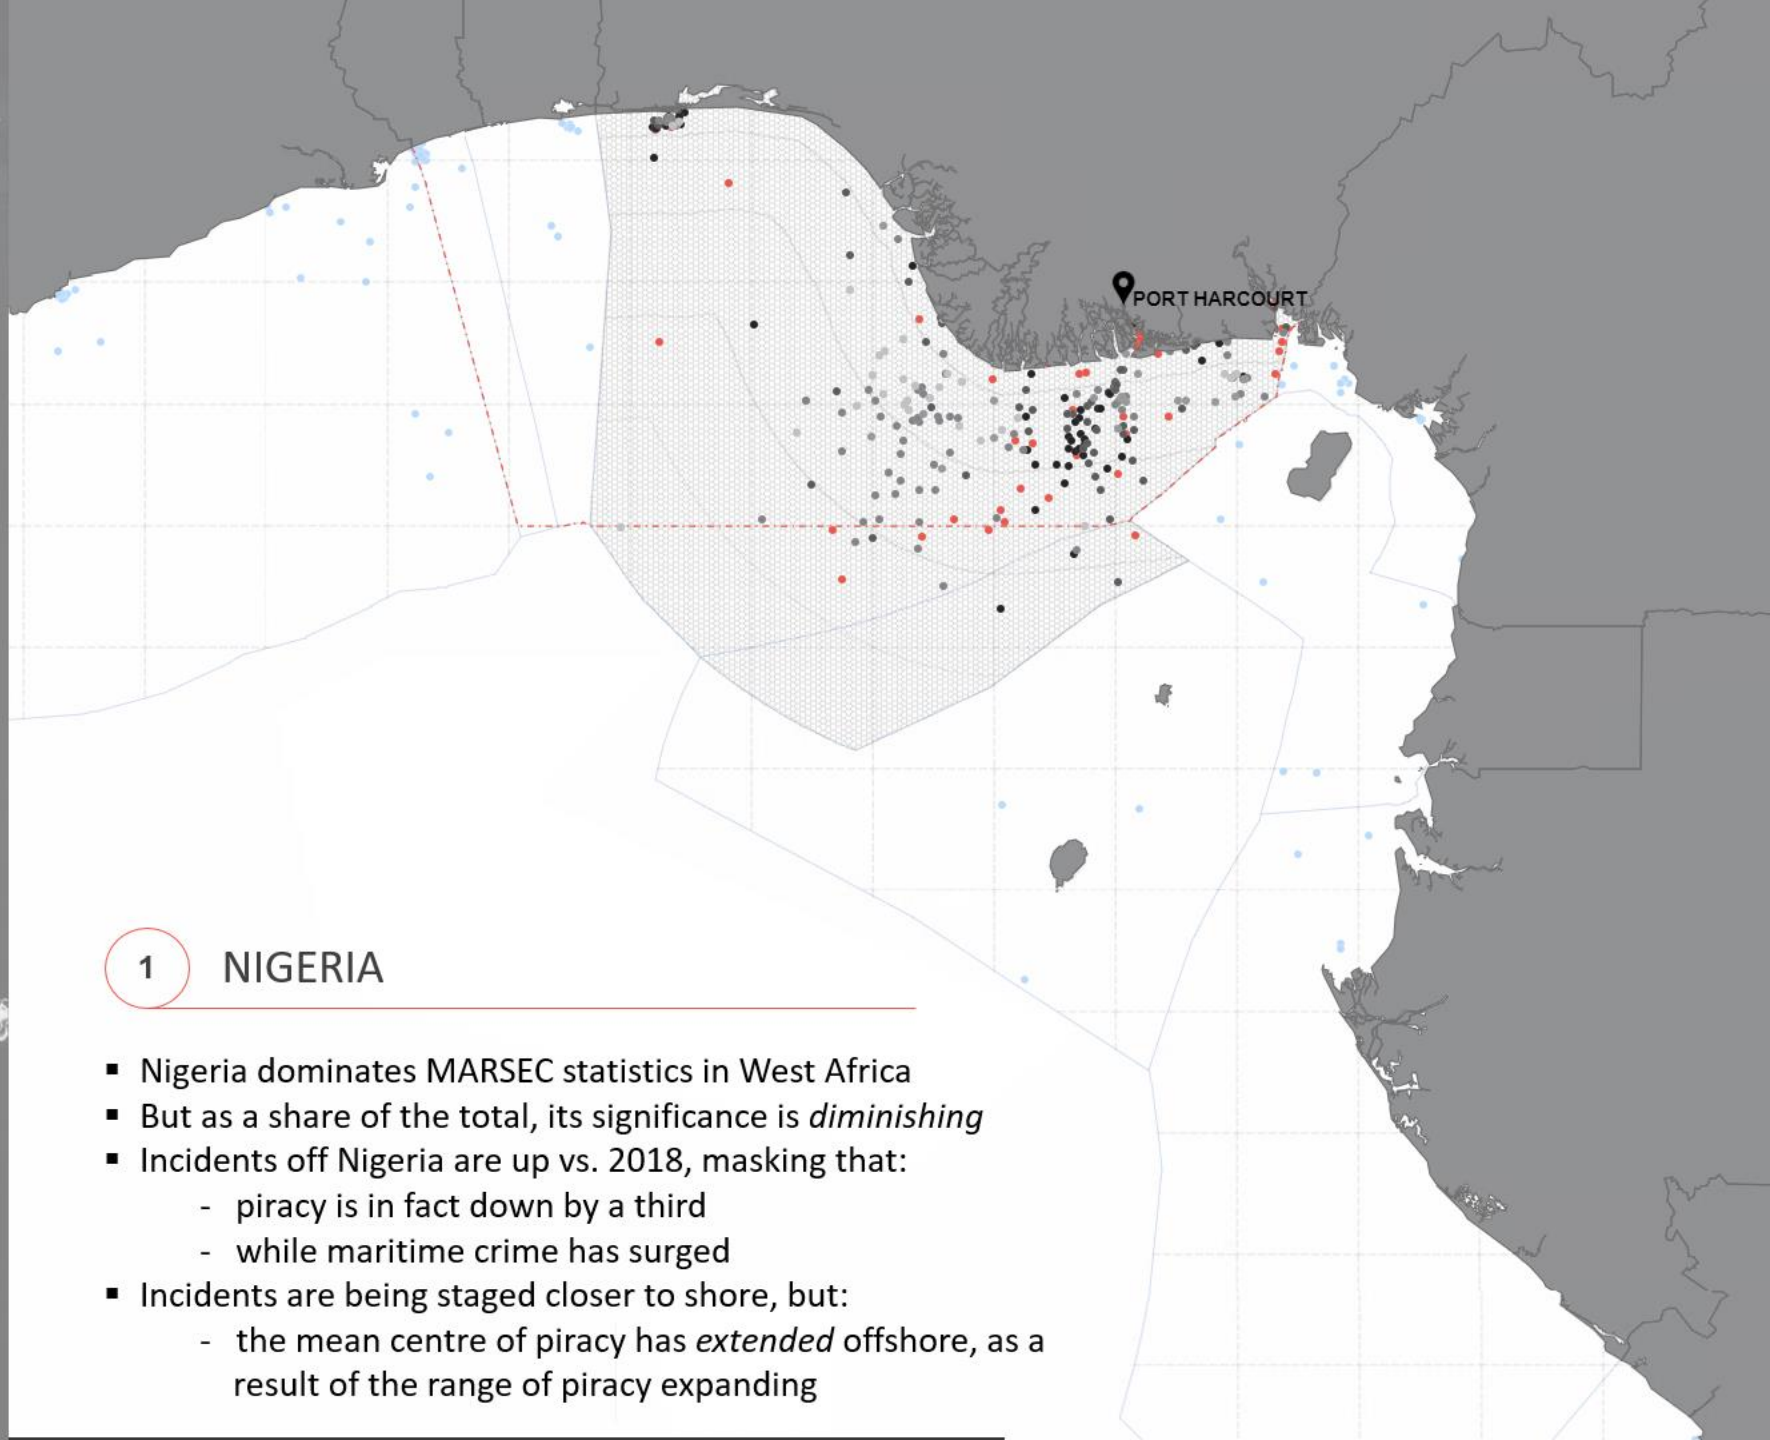 PORT HARCOURT
1 NIGERIA
▪ Nigeria dominates MARSEC statistics in West Africa
▪ But as a share of the total, its significance is diminishing
▪ Incidents off Nigeria are up vs. 2018, masking that:
- piracy is in fact down by a third
- while maritime crime has surged
▪ Incidents are being staged closer to shore, but:
- the mean centre of piracy has extended offshore, as a
result of the range of piracy expanding